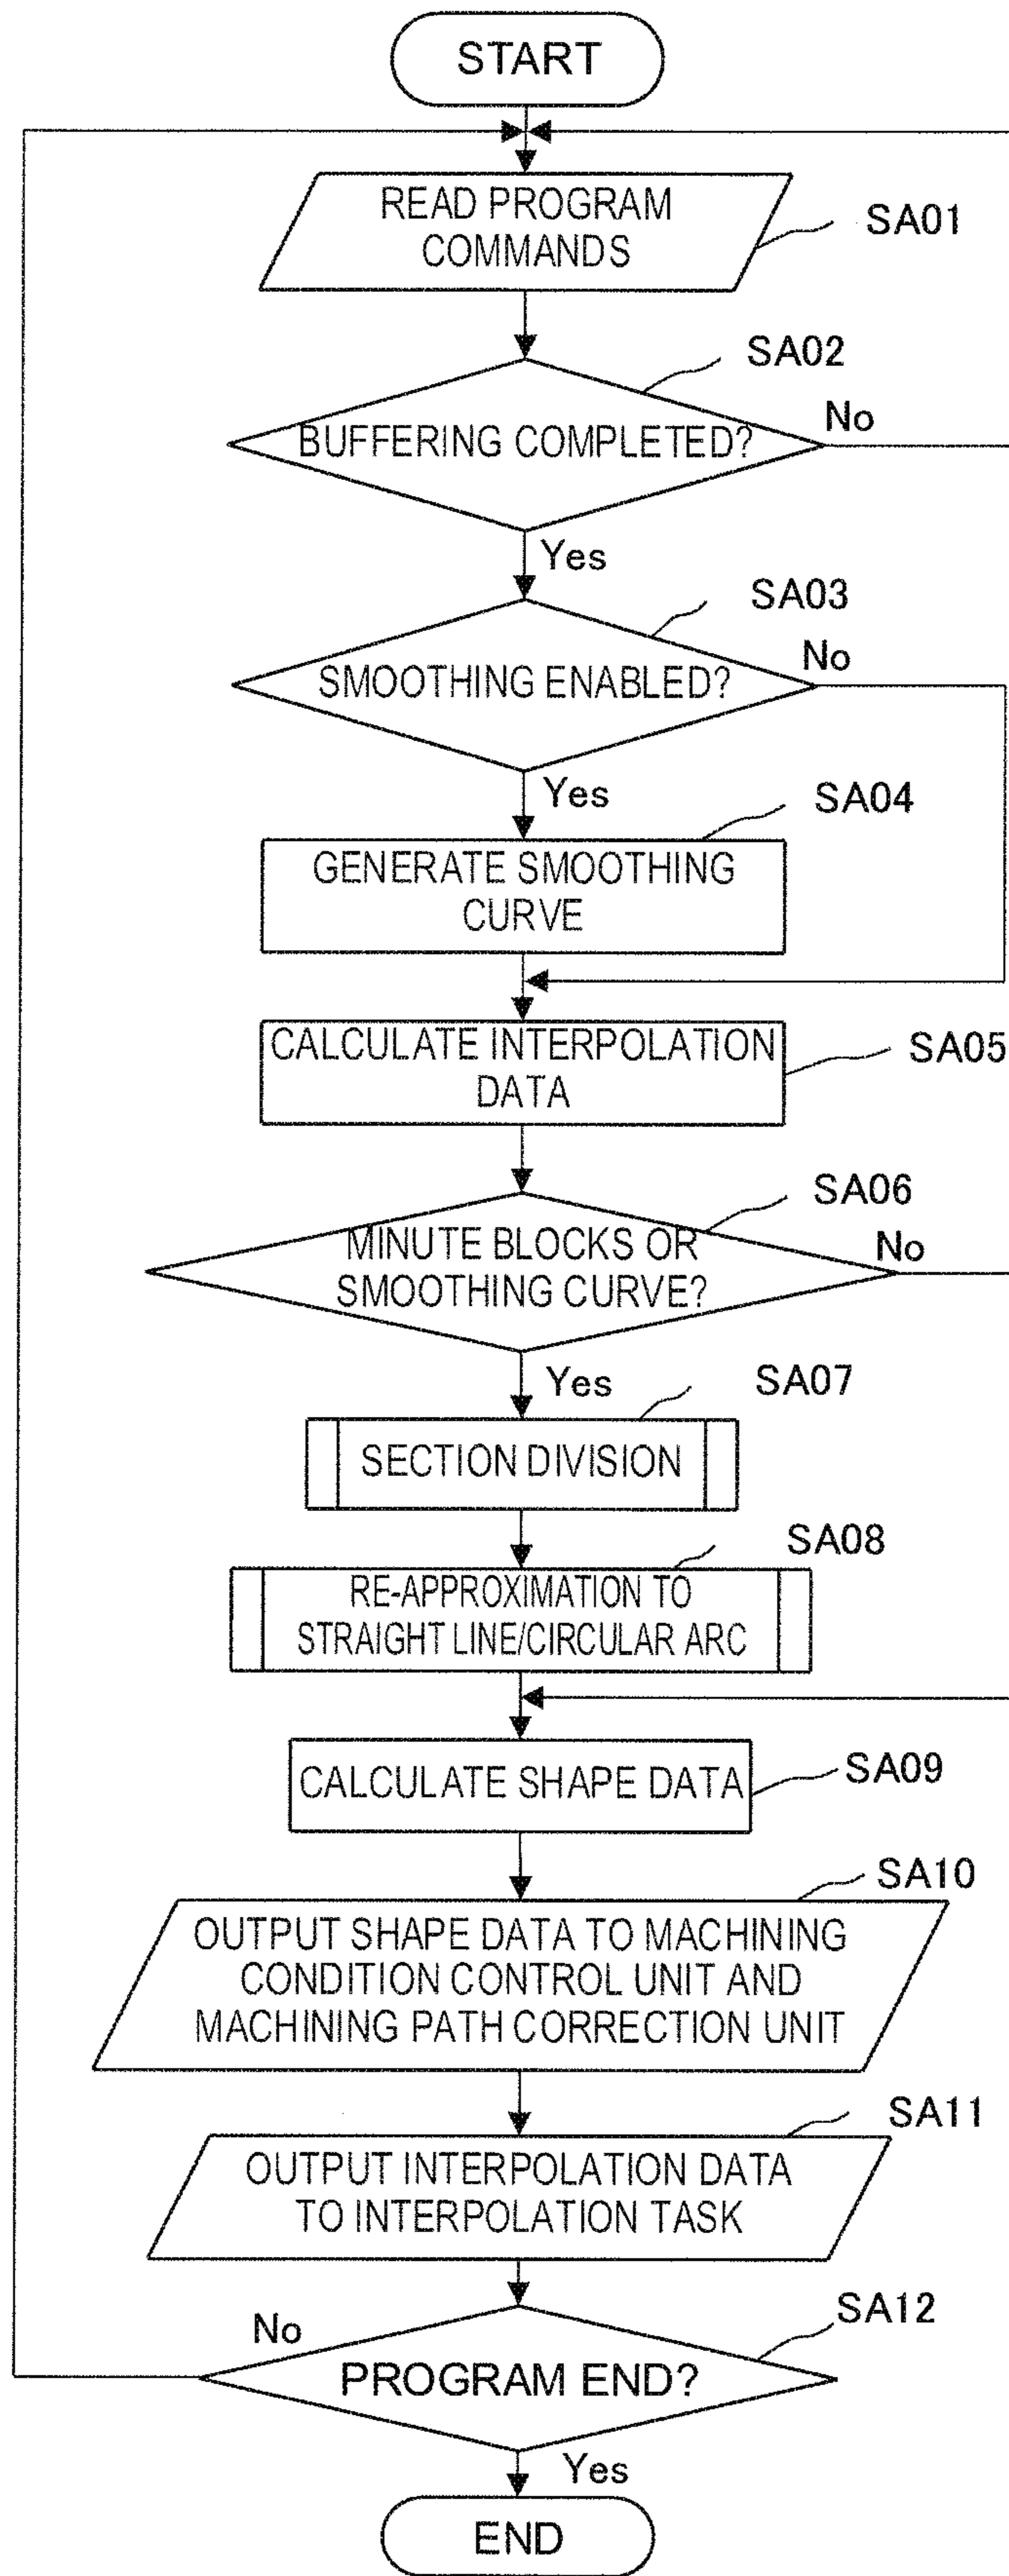 START
READ PROGRAM
COMMANDS
SA01
SA02
BUFFERING COMPLETED?
No
Yes
SA03
SMOOTHING ENABLED?
No
Yes
SA04
GENERATE SMOOTHING
CURVE
CALCULATE INTERPOLATION
DATA
SA05
SA06
MINUTE BLOCKS OR
SMOOTHING CURVE?
No
Yes
SA07
SECTION DIVISION
SA08
RE-APPROXIMATION TO
STRAIGHT LINE/CIRCULAR ARC
CALCULATE SHAPE DATA
SA09
SA10
OUTPUT SHAPE DATA TO MACHINING
CONDITION CONTROL UNIT AND
MACHINING PATH CORRECTION UNIT
SA11
OUTPUT INTERPOLATION DATA
TO INTERPOLATION TASK
SA12
No
PROGRAM END?
Yes
END